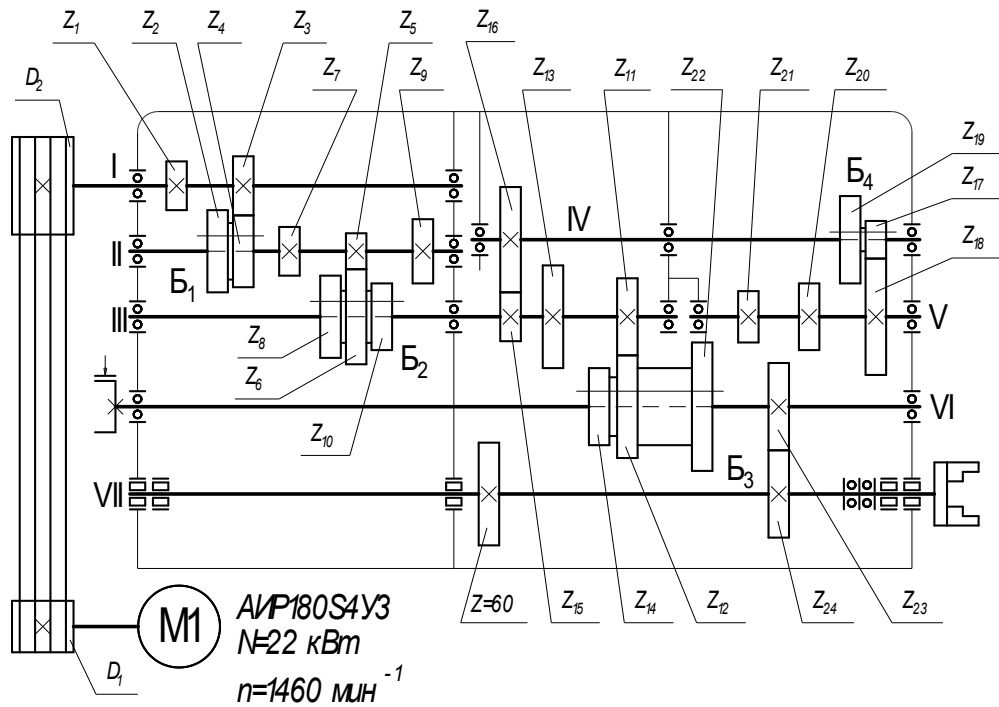 Z1 Z2 Z4 Z3 Z5 Z16
Z7 Z9 Z13 Z11 Z22 Z21 Z20
D2
Z19
Z17
Z18
I
Б4
II
IV
Б1
III
V
Z8
Б2
Z6
VI
Z10
VII
Б3
M1
АИР180S4У3
N=22 кВт
n=1460 мин -1
D1
Z=60
Z15 Z14 Z12 Z24 Z23